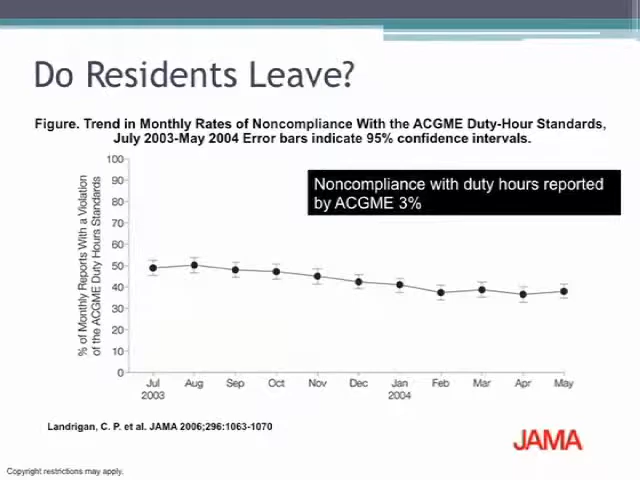 Do Residents Leave?
Figure. Trend in Monthly Rates of Noncompliance With the ACGME Duty-Hour Standards,
July 2003-May 2004 Error bars indicate 95% confidence intervals.
Noncompliance with duty hours reported
by ACGME 3%
% of Monthly Reports With a Violation
of the ACGME Duty Hours Standards
100
90
80
70
60
50
40
30
20
10
0
Jul Aug Sep Oct Nov Dec Jan Feb Mar Apr May
2003 2004
Landrigan, C. P. et al. JAMA 2006;296:1063-1070
JAMA
Copyright restrictions may apply.